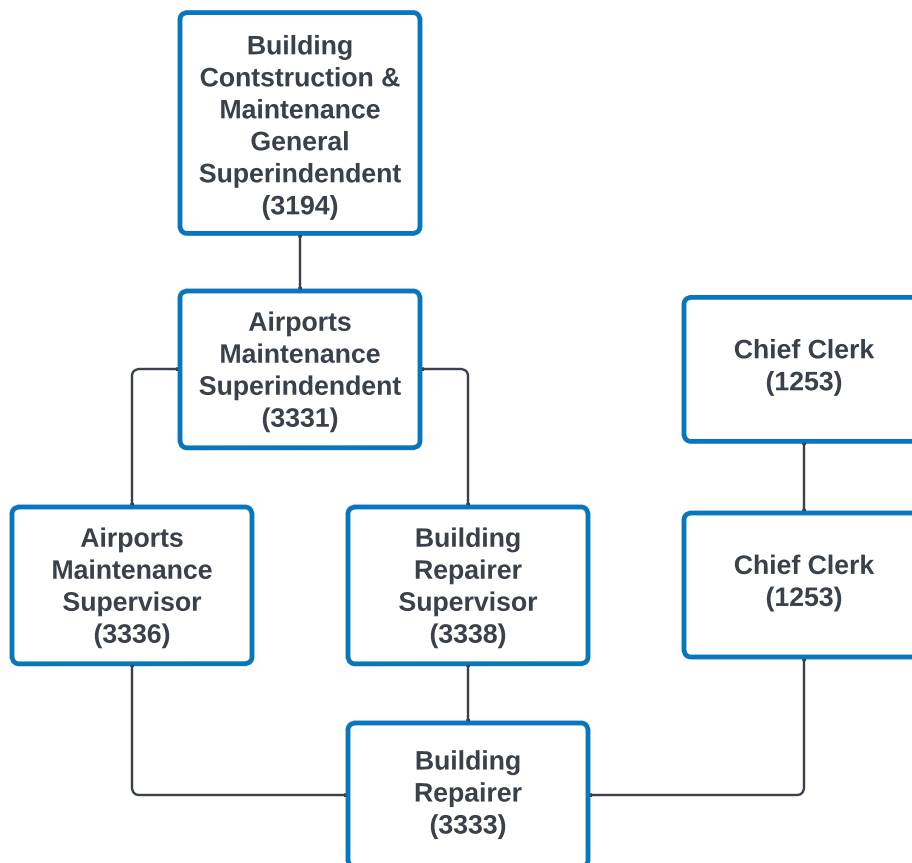 Building
Contstruction &
Maintenance
General
Superindendent
(3194)
Airports
Maintenance
Superindendent
(3331)
Chief Clerk
(1253)
Airports
Maintenance
Supervisor
(3336)
Building
Repairer
Supervisor
(3338)
Chief Clerk
(1253)
Building
Repairer
(3333)